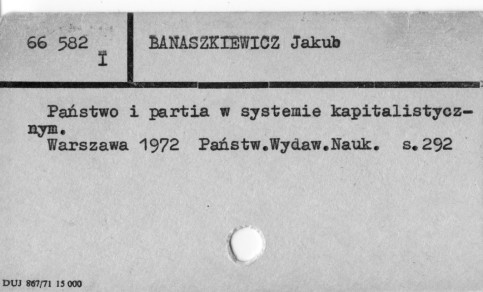 66 582
I
BANASZKIEWICZ Jakub
Państwo i partia w systemie kapitalistycz-
nym.
Warszawa 1972 Państw.Wydaw.Nauk. s.292
DUJ 867/71 15 000